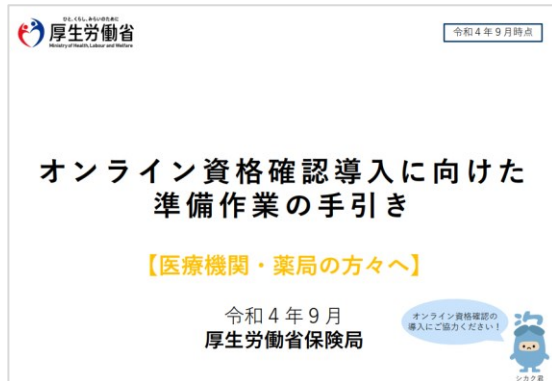 ひと、くらし、みらいのために
厚生労働省
Ministry of Health, Labour and Welfare
令和4年9月時点
オンライン資格確認導入に向けた
準備作業の手引き
【医療機関・薬局の方々へ】
令和4年9月
厚生労働省保険局
オンライン資格確認の
導入にご協力ください！
シカク君